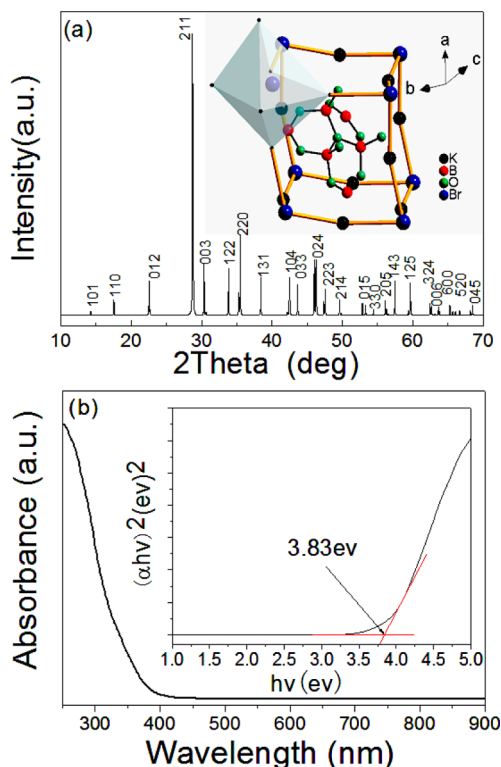 (a)
211
a
c
b
K
B
O
Br
Intensity(a.u.)
101
110
012
003
122
220
131
104
033
024
223
214
015
330
205
143
125
324
006
600
520
045
10 20 30 40 50 60 70
2Theta (deg)
(b)
Absorbance (a.u.)
(αhν)2(ev)2
3.83ev
1.0 1.5 2.0 2.5 3.0 3.5 4.0 4.5 5.0
hν(ev)
300 400 500 600 700 800 900
Wavelength (nm)